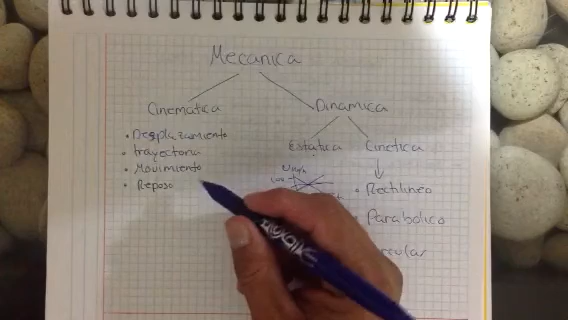 Mecanica
Cinematica
Dinamica
• Desplazamiento
• trayectoria
• Movimiento
• Reposo
Estatica
Cinetica
• Rectilineo
Parabolico